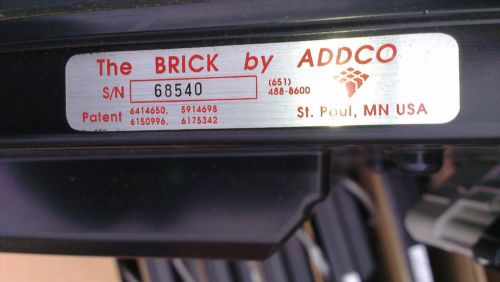 The BRICK by ADDCO
S/N 68540 (651) 488-8600
Patent 6414650, 5914698 St. Paul, MN USA
6150996, 6175342